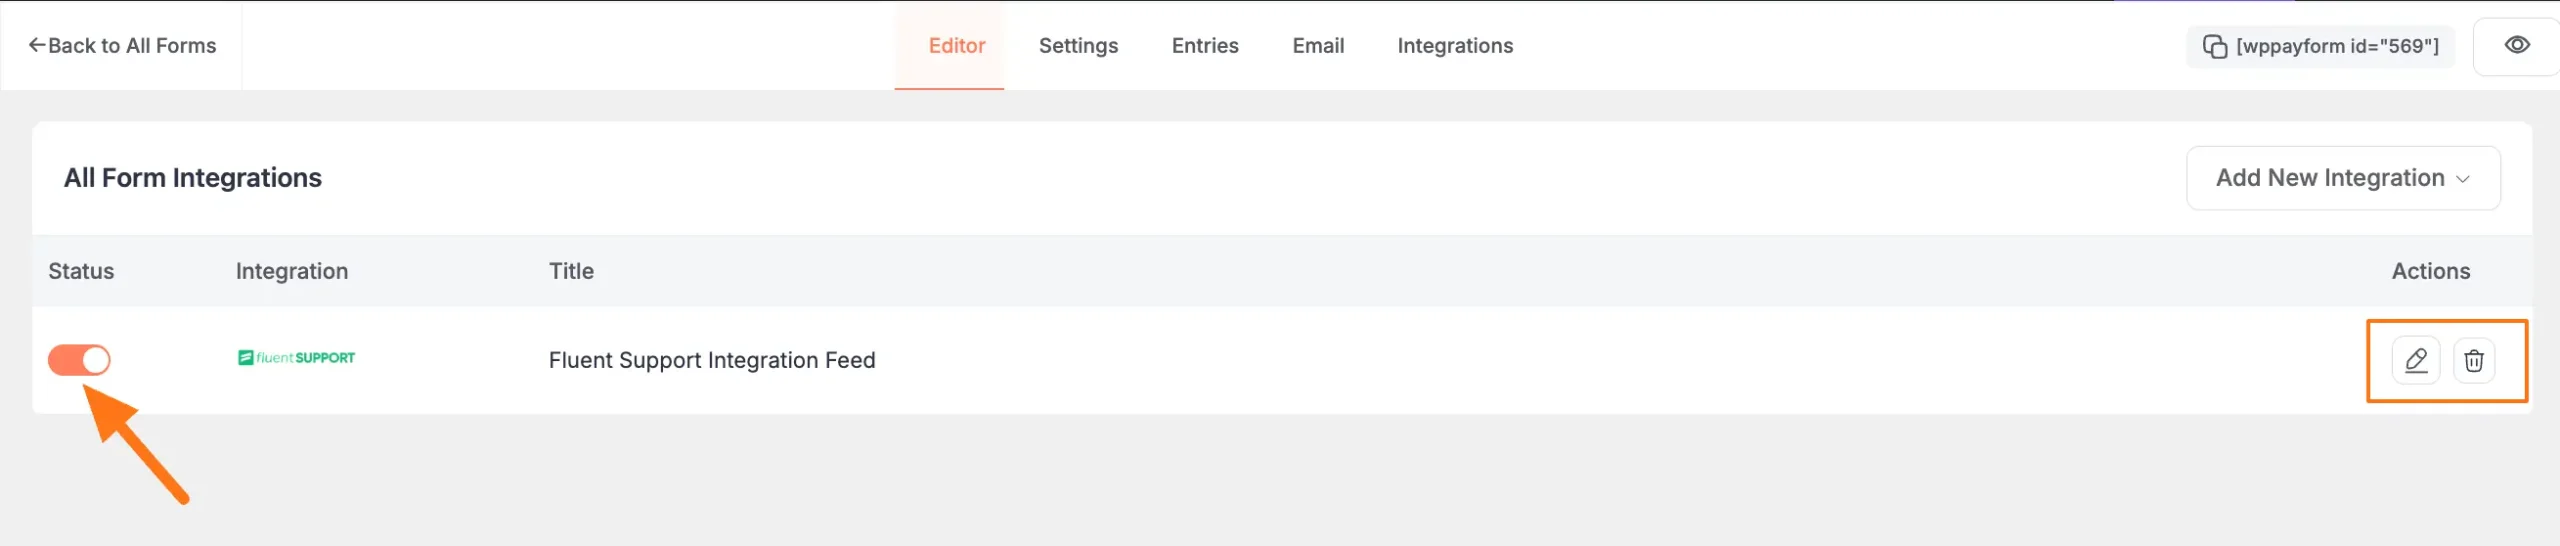 Back to All Forms
Editor
Settings
Entries
Email
Integrations
[wppayform id="569"]
All Form Integrations
Add New Integration
Status
Integration
Title
Actions
fluent SUPPORT
Fluent Support Integration Feed